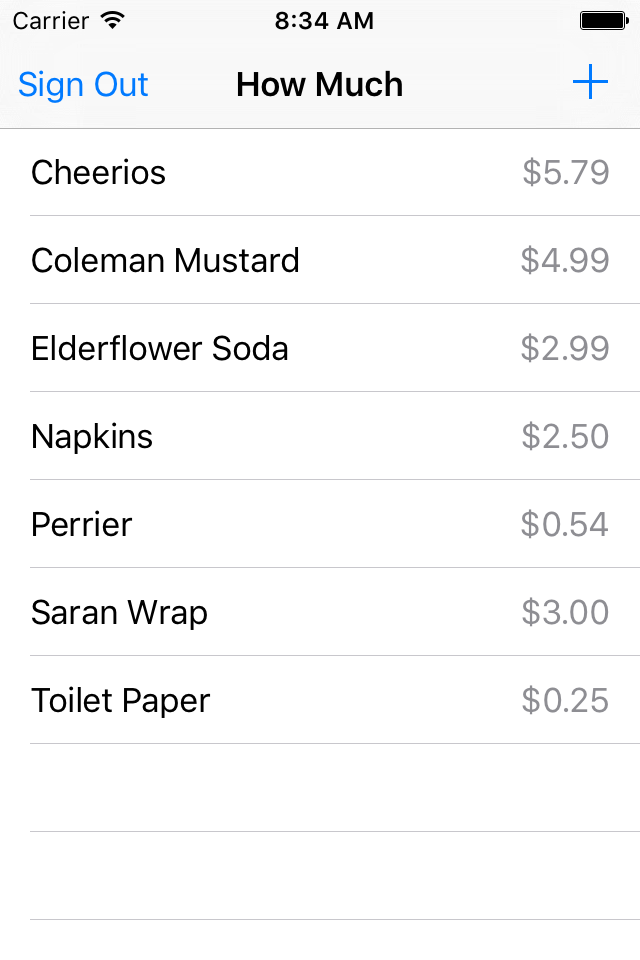 Carrier 8:34 AM
Sign Out How Much +
Cheerios $5.79
Coleman Mustard $4.99
Elderflower Soda $2.99
Napkins $2.50
Perrier $0.54
Saran Wrap $3.00
Toilet Paper $0.25